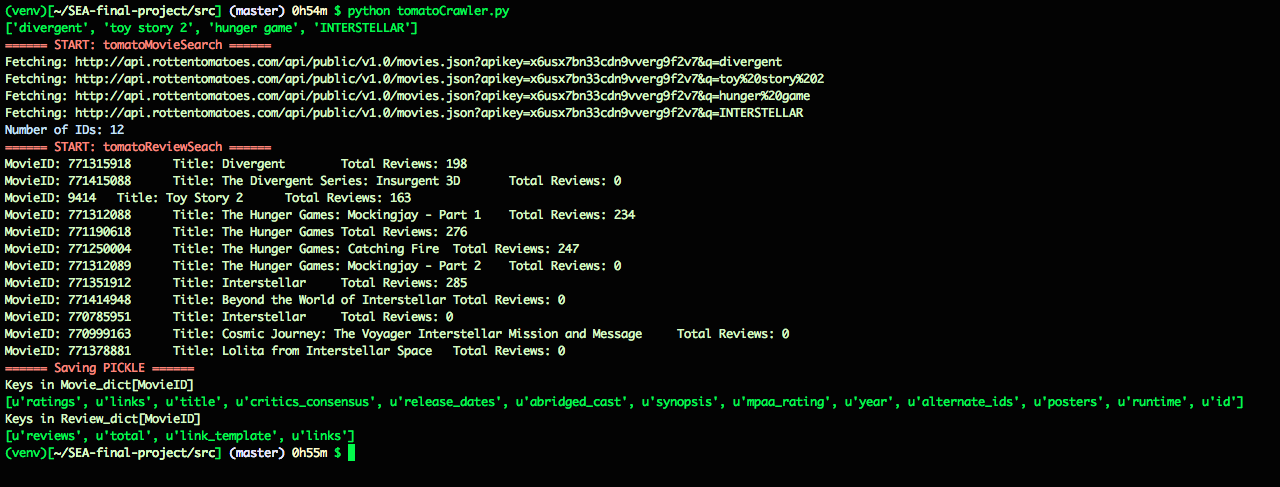 (venv)[~/SEA-final-project/src] (master) 0h54m $ python tomatoCrawler.py
['divergent', 'toy story 2', 'hunger game', 'INTERSTELLAR']
====== START: tomatoMovieSearch ======
Fetching: http://api.rottentomatoes.com/api/public/v1.0/movies.json?apikey=x6usx7bn33cdn9vverg9f2v7&q=divergent
Fetching: http://api.rottentomatoes.com/api/public/v1.0/movies.json?apikey=x6usx7bn33cdn9vverg9f2v7&q=toy%20story%202
Fetching: http://api.rottentomatoes.com/api/public/v1.0/movies.json?apikey=x6usx7bn33cdn9vverg9f2v7&q=hunger%20game
Fetching: http://api.rottentomatoes.com/api/public/v1.0/movies.json?apikey=x6usx7bn33cdn9vverg9f2v7&q=INTERSTELLAR
Number of IDs: 12
====== START: tomatoReviewSeach ======
MovieID: 771315918 Title: Divergent Total Reviews: 198
MovieID: 771415088 Title: The Divergent Series: Insurgent 3D Total Reviews: 0
MovieID: 9414 Title: Toy Story 2 Total Reviews: 163
MovieID: 771312088 Title: The Hunger Games: Mockingjay - Part 1 Total Reviews: 234
MovieID: 771190618 Title: The Hunger Games Total Reviews: 276
MovieID: 771250004 Title: The Hunger Games: Catching Fire Total Reviews: 247
MovieID: 771312089 Title: The Hunger Games: Mockingjay - Part 2 Total Reviews: 0
MovieID: 771351912 Title: Interstellar Total Reviews: 285
MovieID: 771414948 Title: Beyond the World of Interstellar Total Reviews: 0
MovieID: 770785951 Title: Interstellar Total Reviews: 0
MovieID: 770999163 Title: Cosmic Journey: The Voyager Interstellar Mission and Message Total Reviews: 0
MovieID: 771378881 Title: Lolita from Interstellar Space Total Reviews: 0
====== Saving PICKLE ======
Keys in Movie_dict[MovieID]
[u'ratings', u'links', u'title', u'critics_consensus', u'release_dates', u'abridged_cast', u'synopsis', u'mpaa_rating', u'year', u'alternate_ids', u'posters', u'runtime', u'id']
Keys in Review_dict[MovieID]
[u'reviews', u'total', u'link_template', u'links']
(venv)[~/SEA-final-project/src] (master) 0h55m $